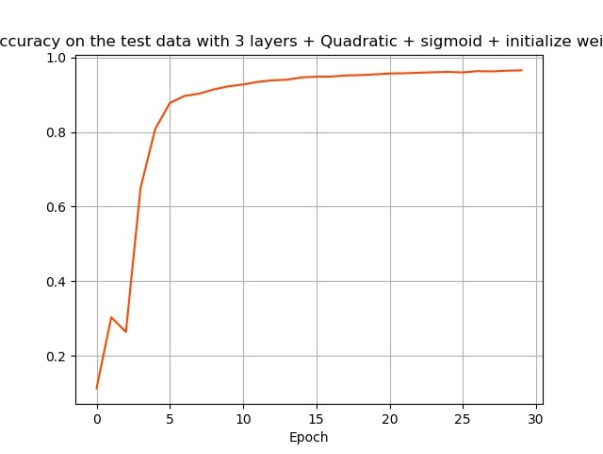 ccuracy on the test data with 3 layers + Quadratic + sigmoid + initialize wei
1.0
0.8
0.6
0.4
0.2
0 5 10 15 20 25 30
Epoch